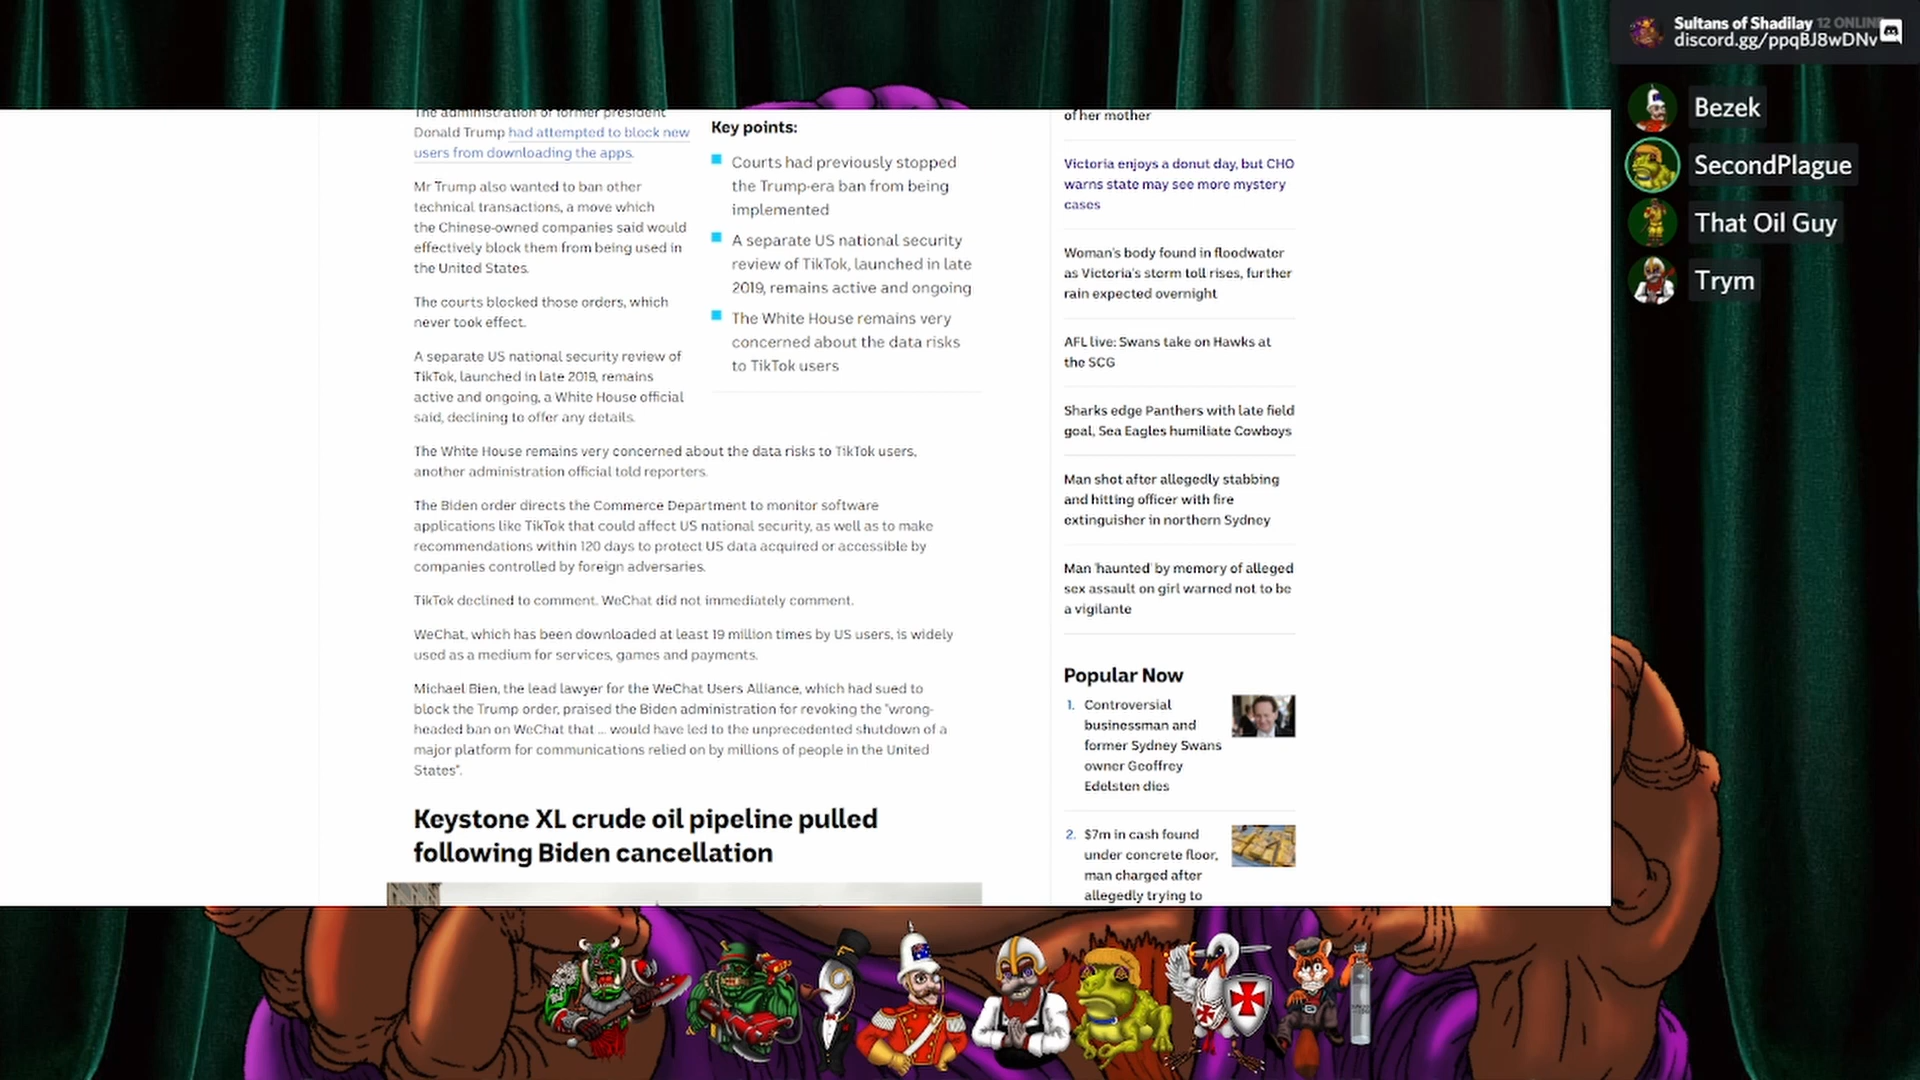 Sultans of Shadilay 12 ONLINE
discord.gg/ppqBJ8wDNv
Bezek
SecondPlague
That Oil Guy
Trym
The administration of former president
Donald Trump had attempted to block new
users from downloading the apps.
Mr Trump also wanted to ban other
technical transactions, a move which
the Chinese-owned companies said would
effectively block them from being used in
the United States.
The courts blocked those orders, which
never took effect.
A separate US national security review of
TikTok, launched in late 2019, remains
active and ongoing, a White House official
said, declining to offer any details.
Key points:
Courts had previously stopped
the Trump-era ban from being
implemented
A separate US national security
review of TikTok, launched in late
2019, remains active and ongoing
The White House remains very
concerned about the data risks
to TikTok users
The White House remains very concerned about the data risks to TikTok users,
another administration official told reporters.
The Biden order directs the Commerce Department to monitor software
applications like TikTok that could affect US national security, as well as to make
recommendations within 120 days to protect US data acquired or accessible by
companies controlled by foreign adversaries.
TikTok declined to comment. WeChat did not immediately comment.
WeChat, which has been downloaded at least 19 million times by US users, is widely
used as a medium for services, games and payments.
Michael Bien, the lead lawyer for the WeChat Users Alliance, which had sued to
block the Trump order, praised the Biden administration for revoking the "wrong-
headed ban on WeChat that ... would have led to the unprecedented shutdown of a
major platform for communications relied on by millions of people in the United
States".
Keystone XL crude oil pipeline pulled
following Biden cancellation
of her mother
Victoria enjoys a donut day, but CHO
warns state may see more mystery
cases
Woman's body found in floodwater
as Victoria's storm toll rises, further
rain expected overnight
AFL live: Swans take on Hawks at
the SCG
Sharks edge Panthers with late field
goal, Sea Eagles humiliate Cowboys
Man shot after allegedly stabbing
and hitting officer with fire
extinguisher in northern Sydney
Man 'haunted' by memory of alleged
sex assault on girl warned not to be
a vigilante
Popular Now
1. Controversial
businessman and
former Sydney Swans
owner Geoffrey
Edelsten dies
2. $7m in cash found
under concrete floor,
man charged after
allegedly trying to